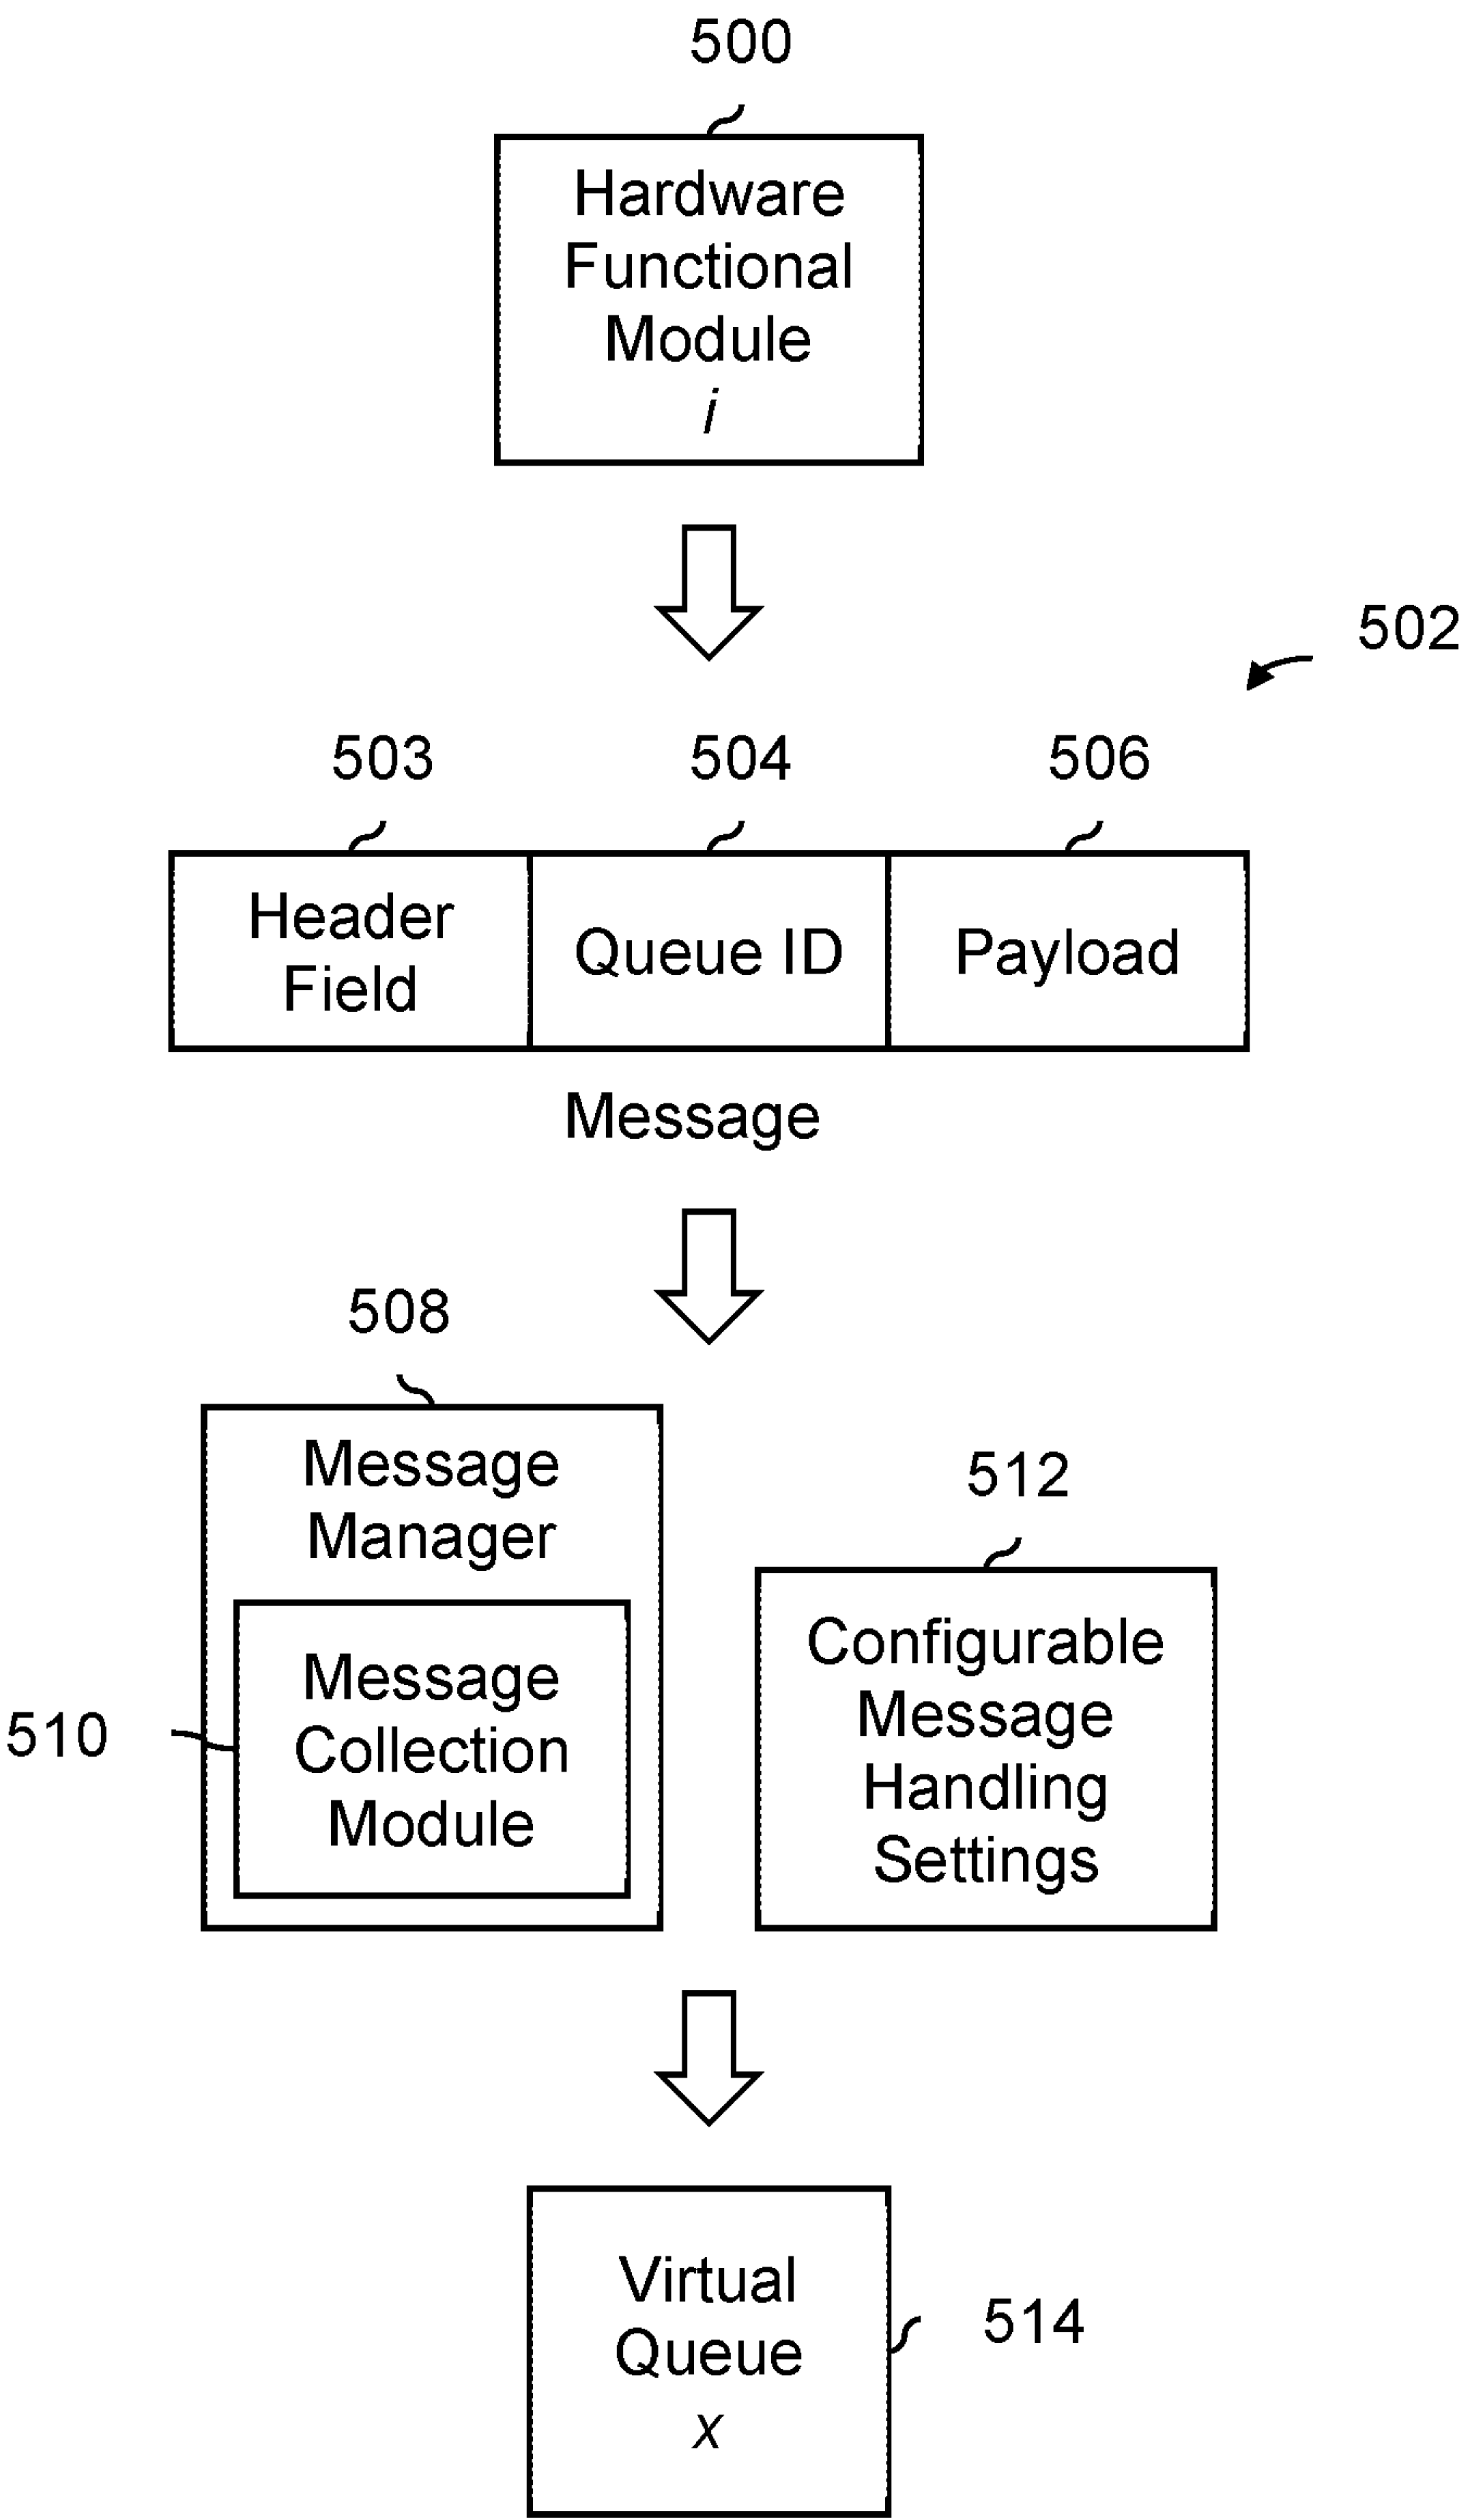 500
Hardware
Functional
Module
i
502
503 504 506
Header
Field
Queue ID
Payload
Message
508
Message
Manager
512
510
Message
Collection
Module
Configurable
Message
Handling
Settings
Virtual
Queue
x
514